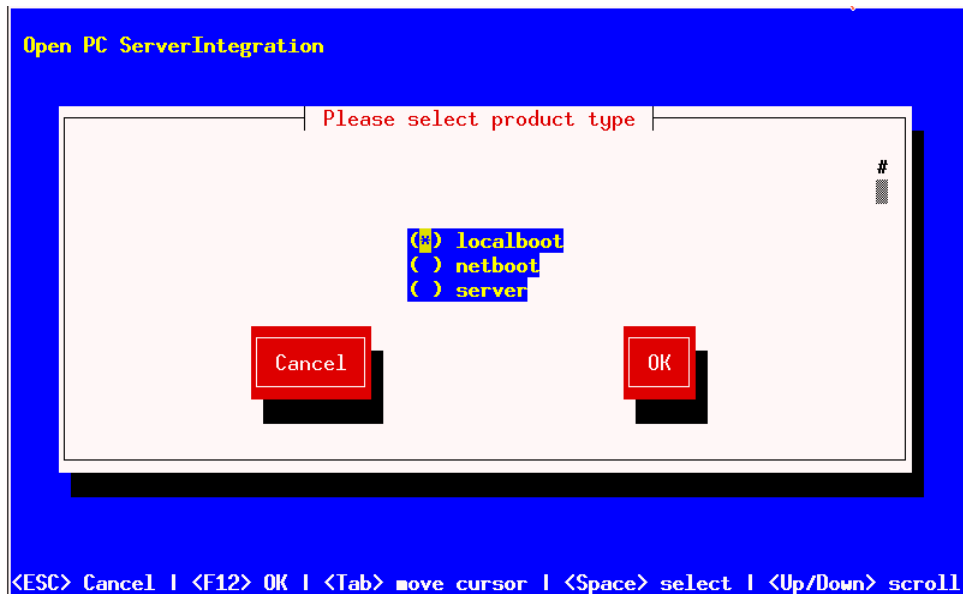 Open PC ServerIntegration
Please select product type
#
(*) localboot
( ) netboot
( ) server
Cancel OK
<ESC> Cancel | <F12> OK | <Tab> move cursor | <Space> select | <Up/Down> scroll